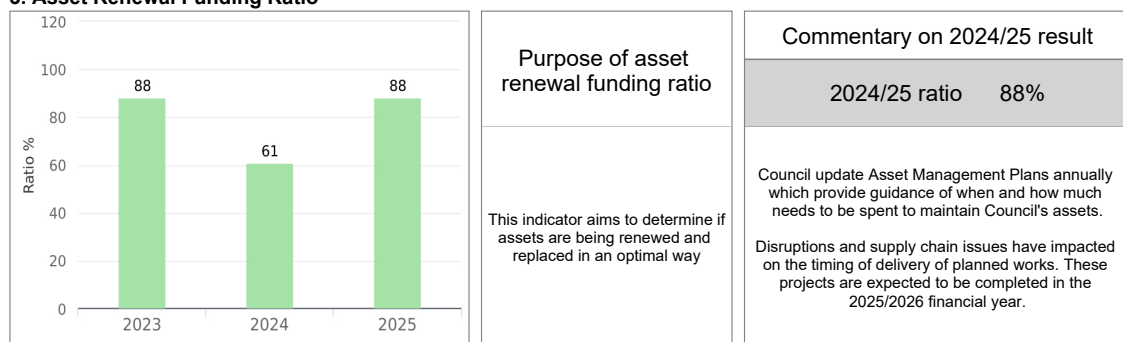 3. Asset Renewal Funding Ratio
120
100
80
60
40
20
0
Ratio %
88
61
88
2023
2024
2025
Purpose of asset
renewal funding ratio
This indicator aims to determine if
assets are being renewed and
replaced in an optimal way
Commentary on 2024/25 result
2024/25 ratio 88%
Council update Asset Management Plans annually
which provide guidance of when and how much
needs to be spent to maintain Council's assets.
Disruptions and supply chain issues have impacted
on the timing of delivery of planned works. These
projects are expected to be completed in the
2025/2026 financial year.